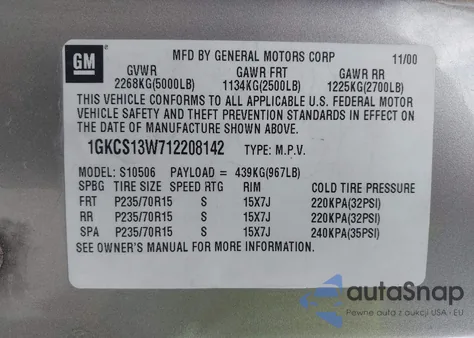 GM
MFD BY GENERAL MOTORS CORP 11/00
GVWR GAWR FRT GAWR RR
2268KG(5000LB) 1134KG(2500LB) 1225KG(2700LB)
THIS VEHICLE CONFORMS TO ALL APPLICABLE U.S. FEDERAL MOTOR
VEHICLE SAFETY AND THEFT PREVENTION STANDARDS IN EFFECT ON
THE DATE OF MANUFACTURE SHOWN ABOVE.
1GKCS13W712208142 TYPE: M.P.V.
MODEL: S10506 PAYLOAD = 439KG(967LB)
SPBG TIRE SIZE SPEED RTG RIM COLD TIRE PRESSURE
FRT P235/70R15 S 15X7J 220KPA(32PSI)
RR P235/70R15 S 15X7J 220KPA(32PSI)
SPA P235/70R15 S 15X7J 240KPA(35PSI)
SEE OWNER'S MANUAL FOR MORE INFORMATION.
autaSnap
Pewne auta z aukcji USA i EU